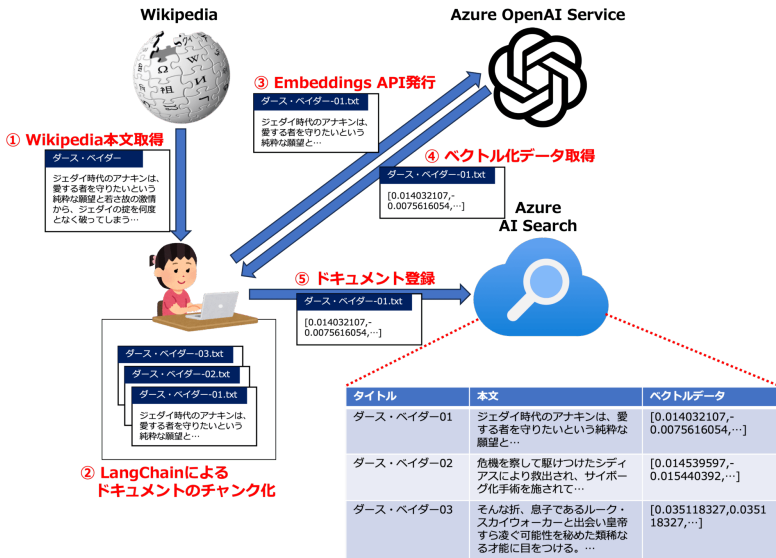 Wikipedia
Azure OpenAI Service
Ω
W
И
祖
③ Embeddings API発行
ダース・ベイダー-01.txt
ジェダイ時代のアナキンは、
愛する者を守りたいという
純粋な願望と…
① Wikipedia本文取得
ダース・ベイダー
ジェダイ時代のアナキンは、
愛する者を守りたいという
純粋な願望と若さ故の激情
から、ジェダイの掟を何度
となく破ってしまう…
④ ベクトル化データ取得
ダース・ベイダー-01.txt
[0.014032107,-
0.0075616054,…]
Azure
AI Search
⑤ ドキュメント登録
ダース・ベイダー-01.txt
[0.014032107,-
0.0075616054,…]
ダース・ベイダー-03.txt
ダース・ベイダー-02.txt
ダース・ベイダー-01.txt
ジェダイ時代のアナキンは、
愛する者を守りたいという
純粋な願望と…
② LangChainによる
ドキュメントのチャンク化
タイトル 本文 ベクトルデータ
ダース・ベイダー01 ジェダイ時代のアナキンは、愛 [0.014032107,-
する者を守りたいという純粋な 0.0075616054,…]
願望と…
ダース・ベイダー02 危機を察して駆けつけたシディ [0.014539597,-
アスにより救出され、サイボー 0.015440392,…]
グ化手術を施されて…
ダース・ベイダー03 そんな折、息子であるルーク・ [0.035118327,0.0351
スカイウォーカーと出会い皇帝 18327,…]
すら凌ぐ可能性を秘めた類稀な
る才能に目をつける。…